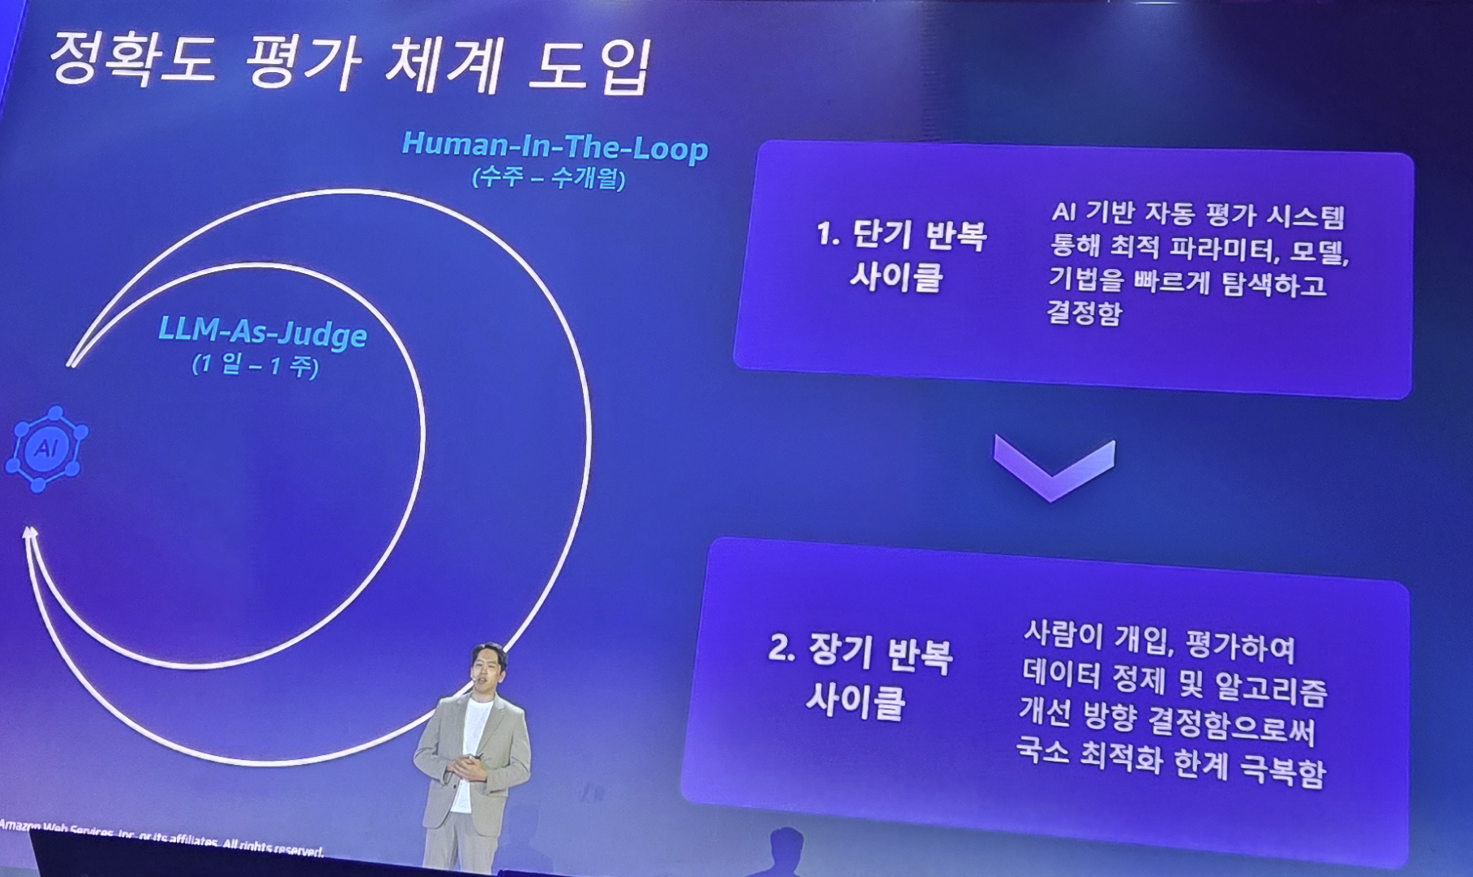 정확도 평가 체계 도입
Human-In-The-Loop
(수주 – 수개월)
LLM-As-Judge
(1 일 – 1 주)
AI
1. 단기 반복
사이클
AI 기반 자동 평가 시스템
통해 최적 파라미터, 모델,
기법을 빠르게 탐색하고
결정함
2. 장기 반복
사이클
사람이 개입, 평가하여
데이터 정제 및 알고리즘
개선 방향 결정함으로써
국소 최적화 한계 극복함
Amazon Web Services, Inc. or its affiliates. All rights reserved.